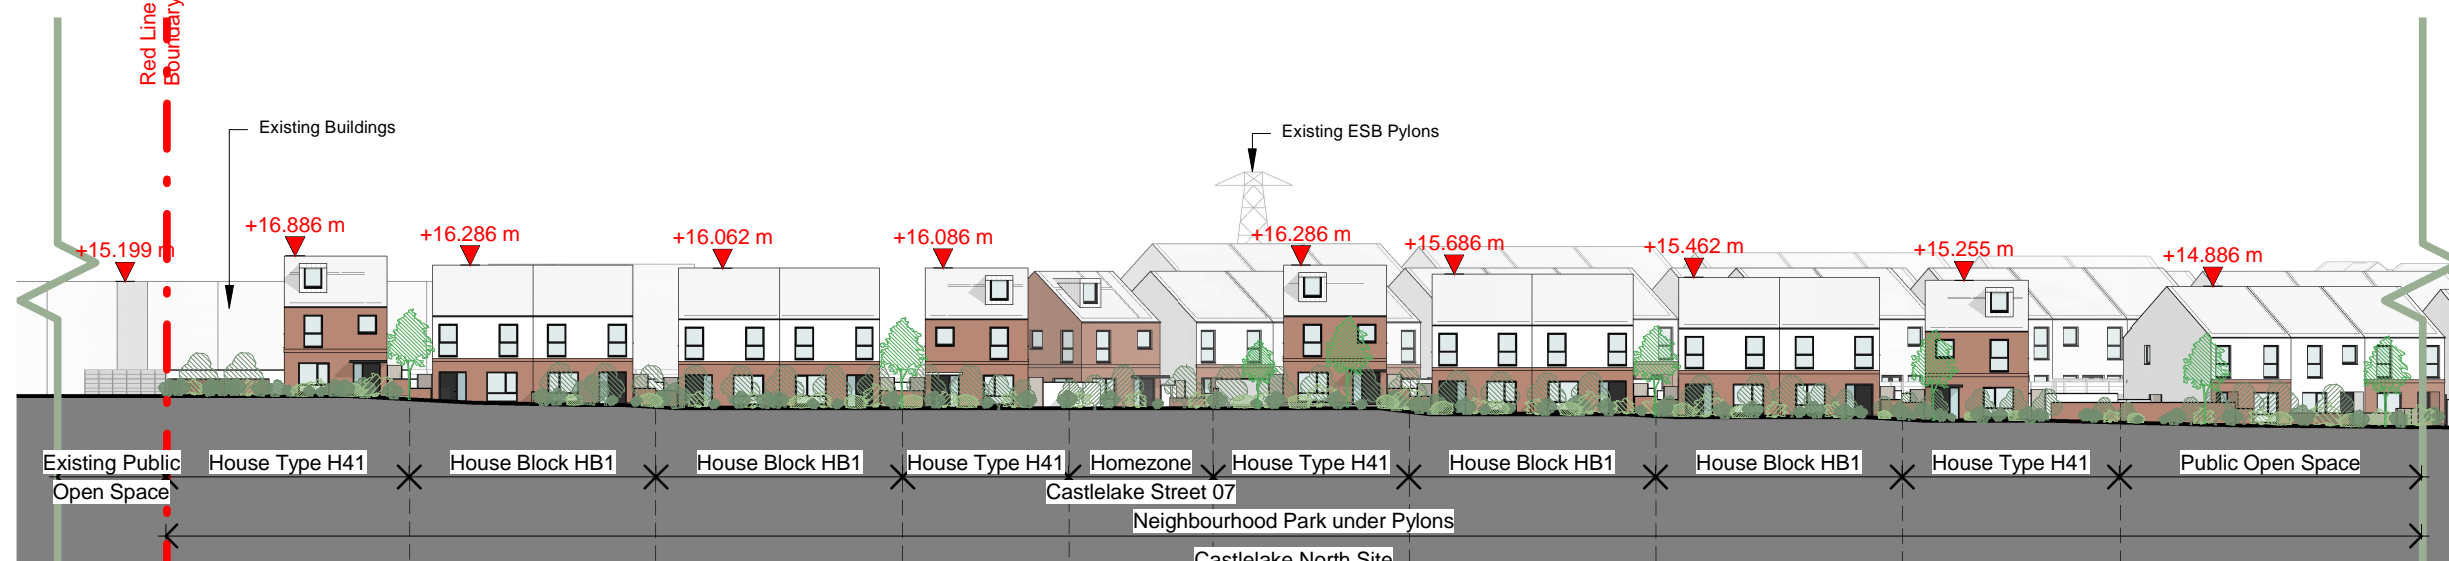 Red Line
Boundary
Existing Buildings
Existing ESB Pylons
+15.199 m
+16.886 m
+16.286 m
+16.062 m
+16.086 m
+16.286 m
+15.686 m
+15.462 m
+15.255 m
+14.886 m
Existing Public
Open Space
House Type H41
House Block HB1
House Block HB1
House Type H41
Homezone
House Type H41
House Block HB1
House Block HB1
House Type H41
Public Open Space
Castlelake Street 07
Neighbourhood Park under Pylons
Castlelake North Site